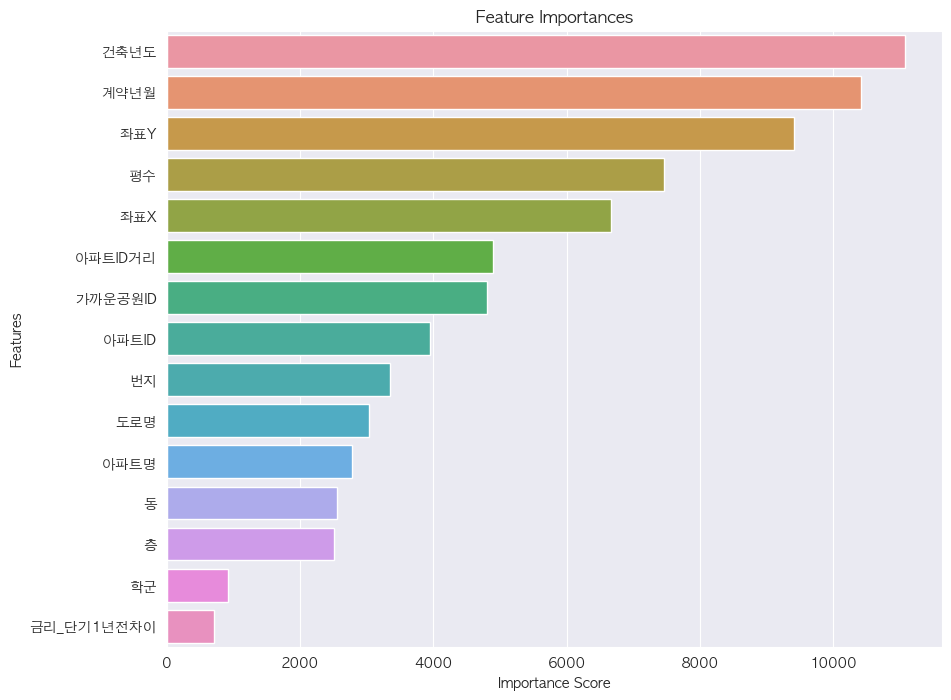 Feature Importances
건축년도
계약년월
좌표Y
평수
좌표X
아파트ID거리
가까운공원ID
아파트ID
번지
도로명
아파트명
동
층
학군
금리_단기1년전차이
Features
0 2000 4000 6000 8000 10000
Importance Score